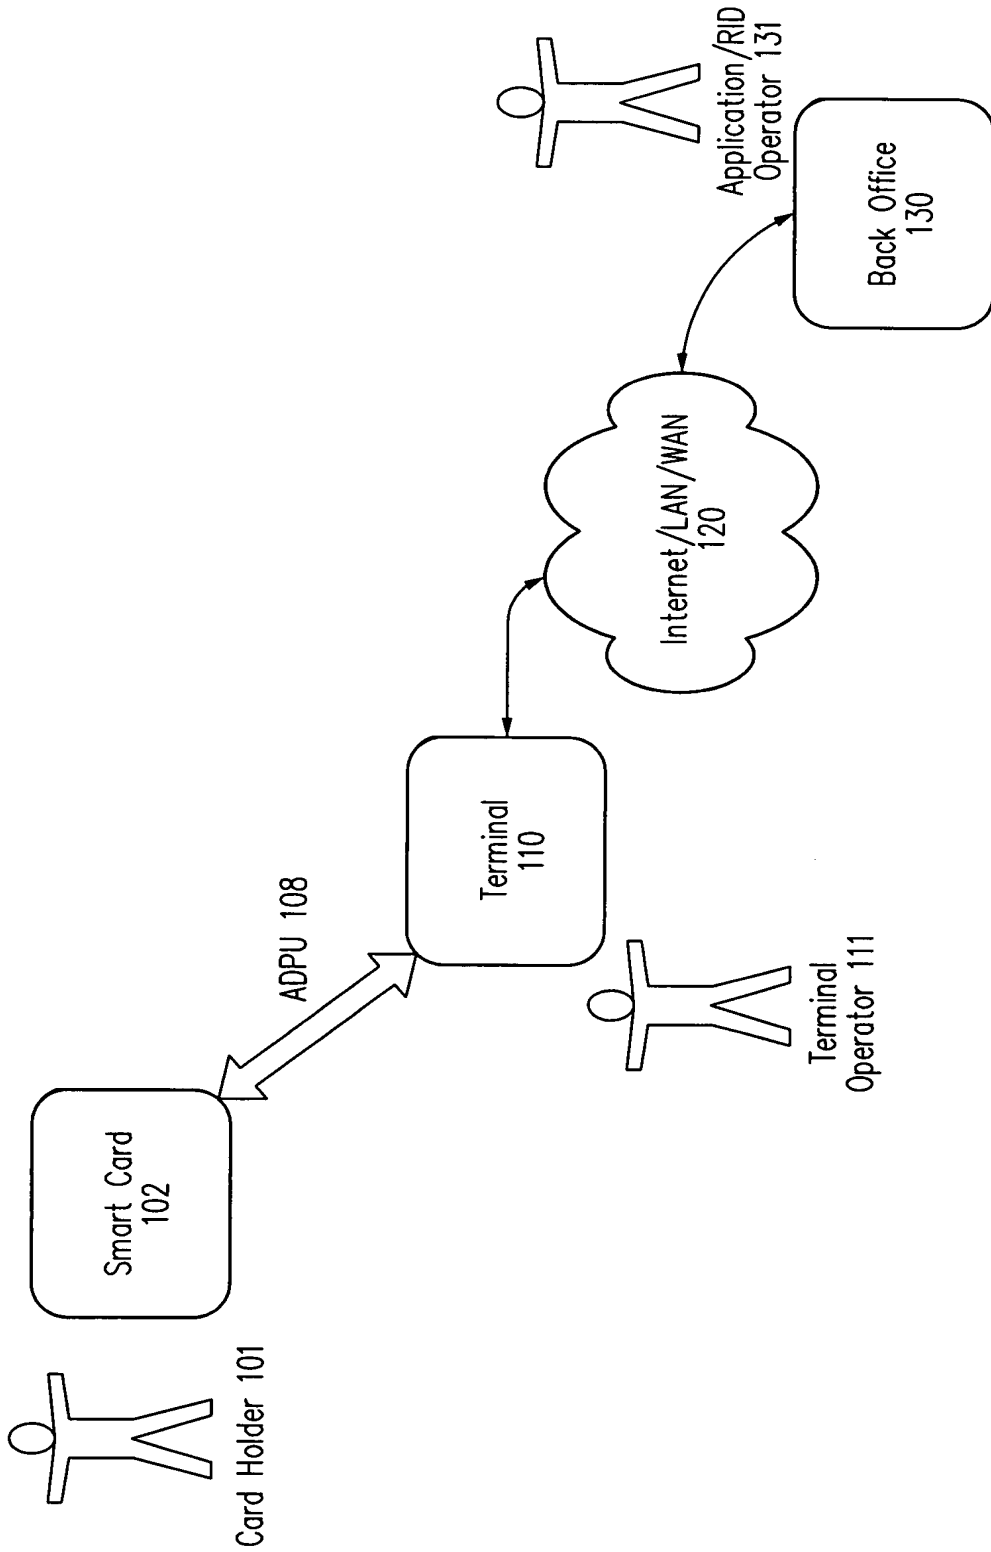 Card Holder 101
Smart Card
102
ADPU 108
Terminal
110
Terminal
Operator 111
Internet/LAN/WAN
120
Application/RID
Operator 131
Back Office
130